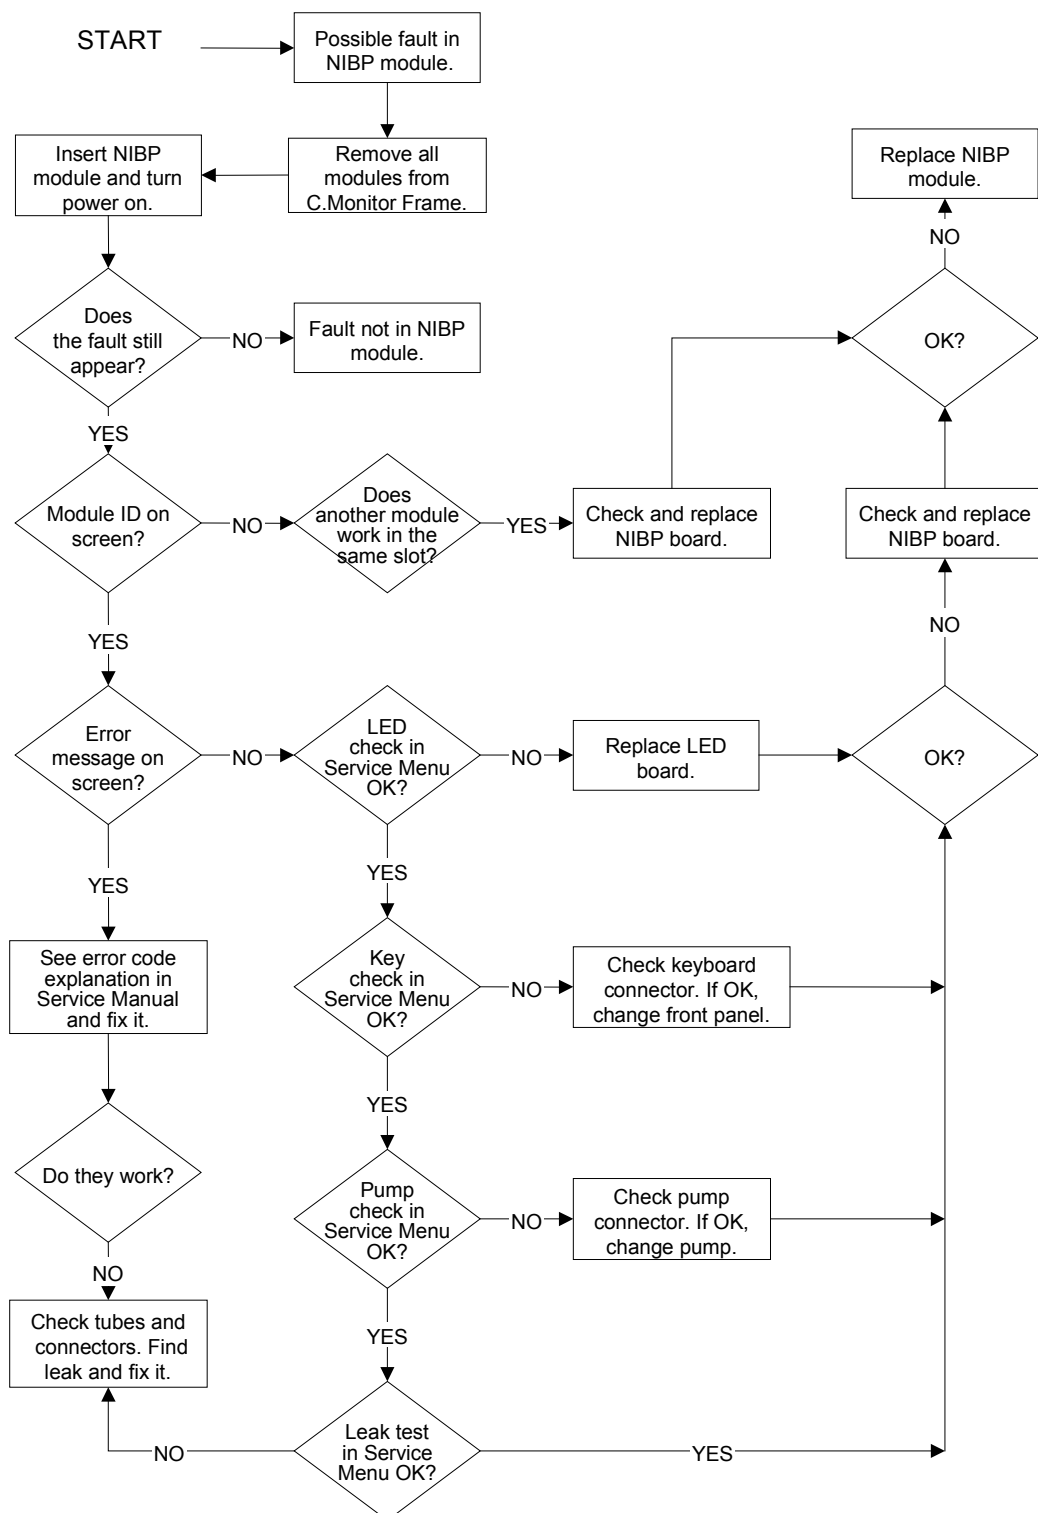 START
Possible fault in
NIBP module.
Insert NIBP
module and turn
power on.
Remove all
modules from
C.Monitor Frame.
Replace NIBP
module.
NO
Does
the fault still
appear?
NO
Fault not in NIBP
module.
OK?
YES
Module ID on
screen?
NO
Does
another module
work in the
same slot?
YES
Check and replace
NIBP board.
Check and replace
NIBP board.
YES
NO
Error
message on
screen?
NO
LED
check in
Service Menu
OK?
NO
Replace LED
board.
OK?
YES
YES
See error code
explanation in
Service Manual
and fix it.
Key
check in
Service Menu
OK?
NO
Check keyboard
connector. If OK,
change front panel.
YES
Do they work?
Pump
check in
Service Menu
OK?
NO
Check pump
connector. If OK,
change pump.
NO
YES
Check tubes and
connectors. Find
leak and fix it.
Leak test
in Service
Menu OK?
NO
YES